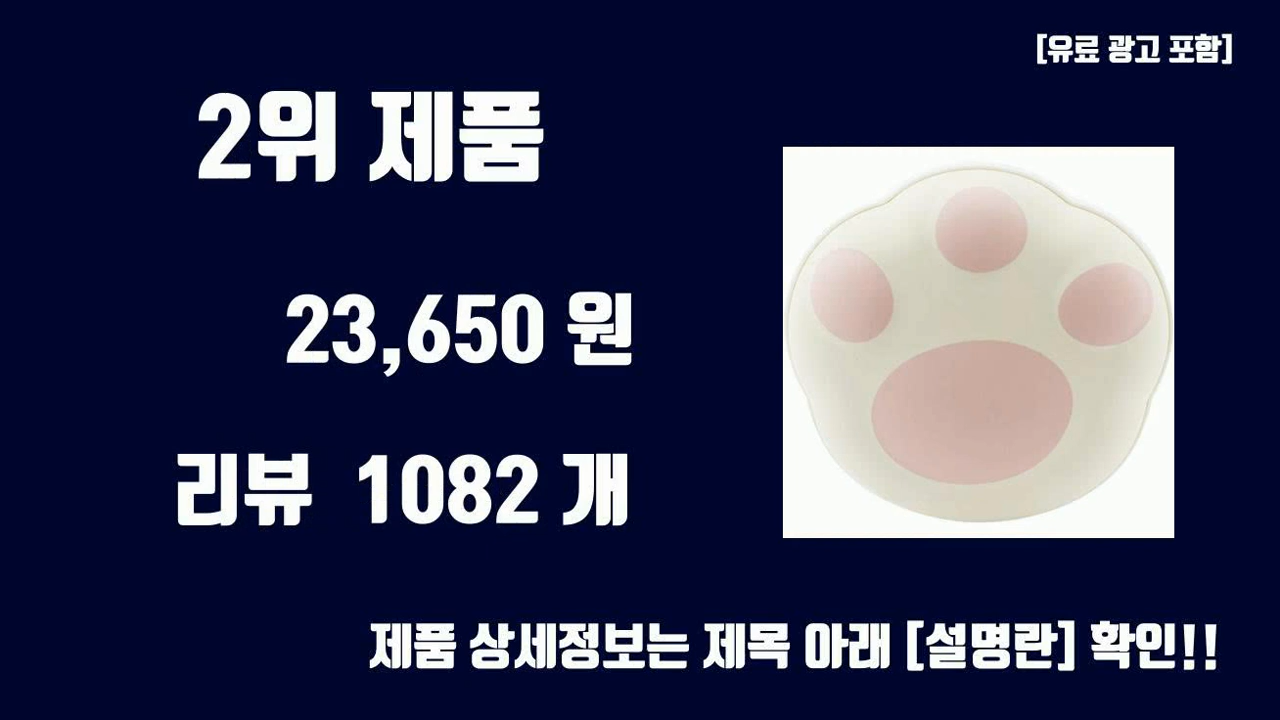 [유료 광고 포함]
2위 제품
23,650 원
리뷰 1082 개
제품 상세정보는 제목 아래 [설명란] 확인!!